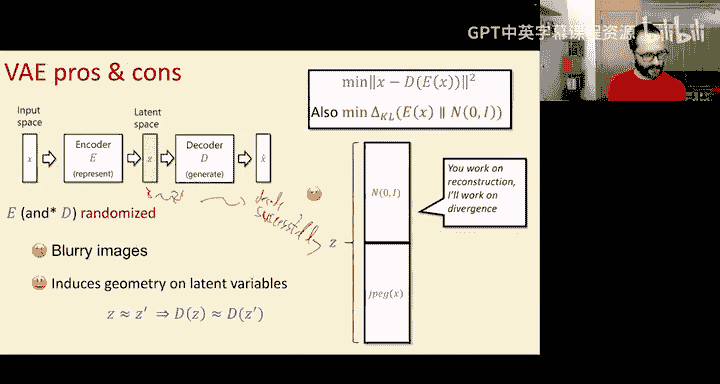 GPT中英字幕课程资源
bilibili
VAE pros & cons
min‖x − D(E(x))‖²
Also min Δ_KL(E(x) ∥ N(0, I))
Input space
Latent space
x
Encoder
E
(represent)
z
Decoder
D
(generate)
x̂
E (and* D) randomized
successfully
z
N(0, I)
You work on
reconstruction,
I'll work on
divergence
Blurry images
jpeg(x)
Induces geometry on latent variables
z ≈ z′ ⇒ D(z) ≈ D(z′)